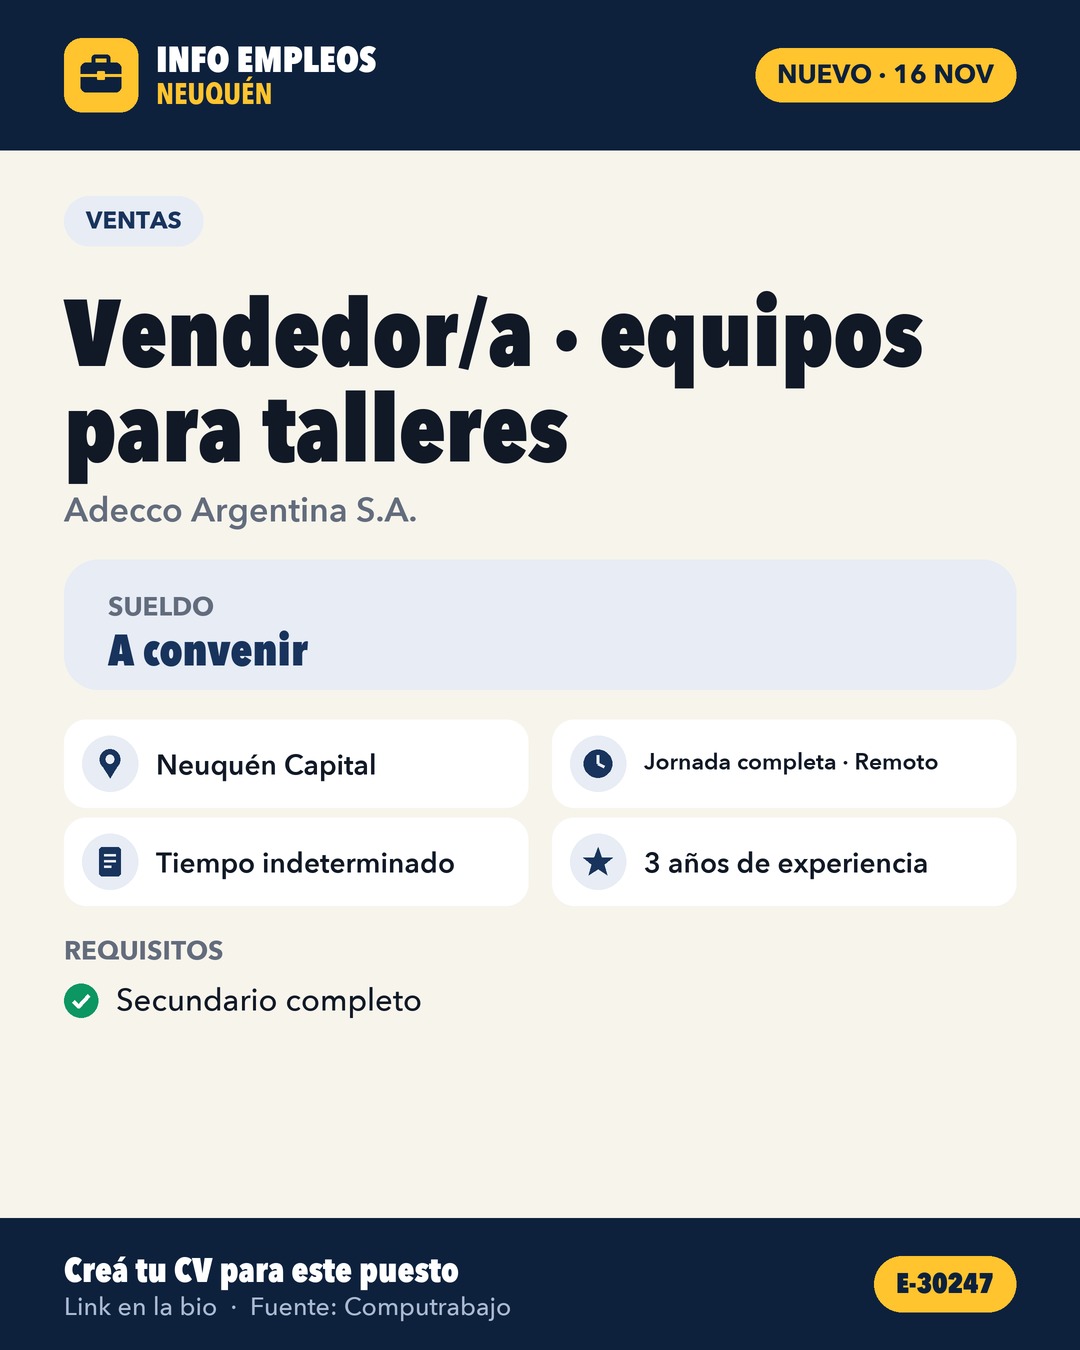 INFO EMPLEOS
NEUQUÉN
NUEVO · 16 NOV
VENTAS
Vendedor/a · equipos
para talleres
Adecco Argentina S.A.
SUELDO
A convenir
Neuquén Capital
Jornada completa · Remoto
Tiempo indeterminado
3 años de experiencia
REQUISITOS
Secundario completo
Creá tu CV para este puesto
Link en la bio · Fuente: Computrabajo
E-30247